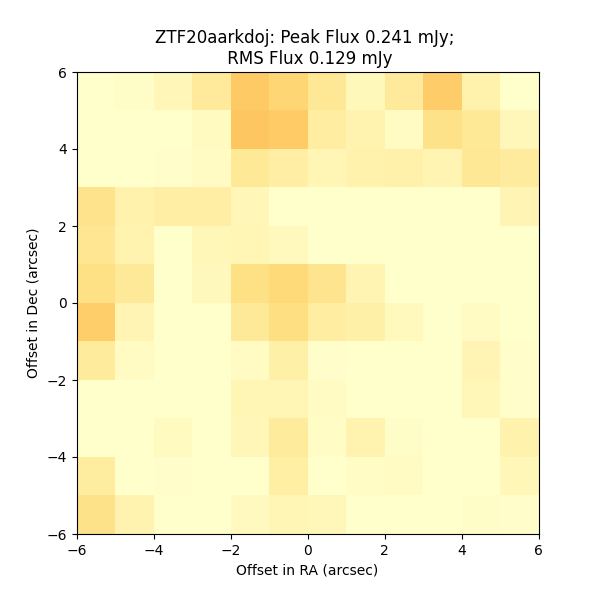 ZTF20aarkdoj: Peak Flux 0.241 mJy;
RMS Flux 0.129 mJy
6
4
2
0
−2
−4
−6
Offset in Dec (arcsec)
−6 −4 −2 0 2 4 6
Offset in RA (arcsec)